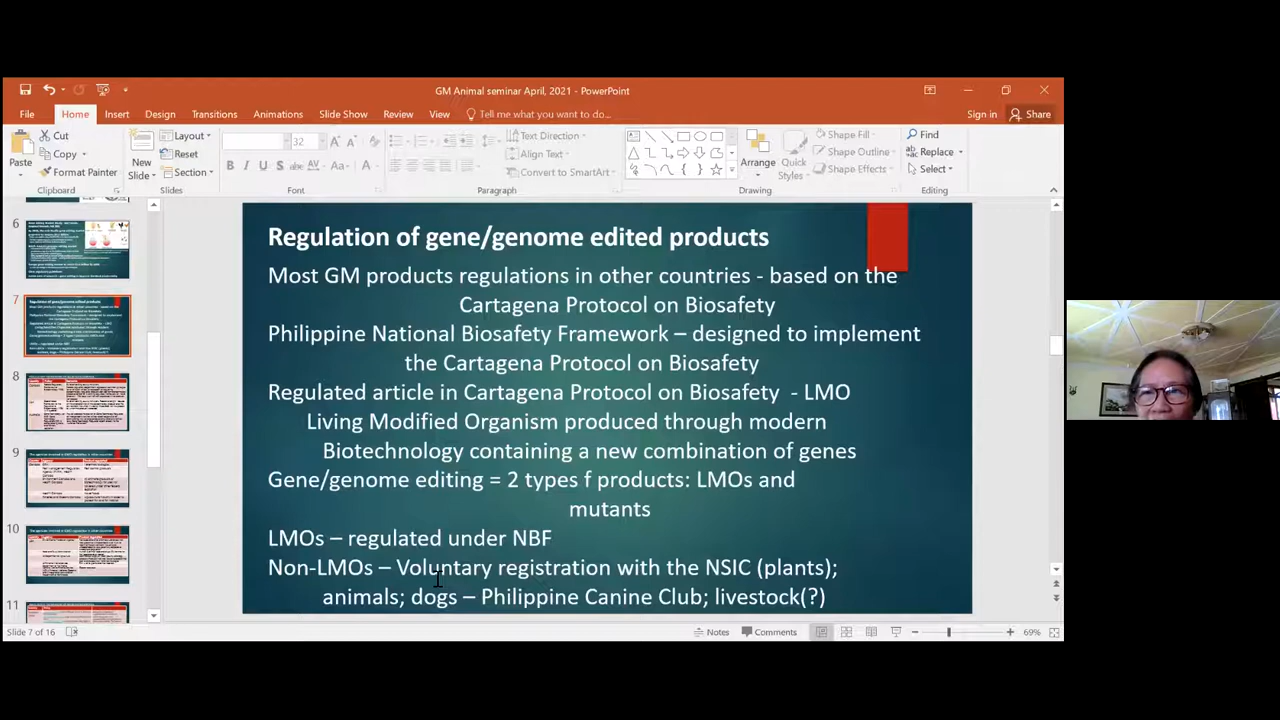 GM Animal seminar April, 2021 - PowerPoint
File Home Insert Design Transitions Animations Slide Show Review View Tell me what you want to do... Sign in Share
Paste Cut Copy Format Painter
Clipboard
New Slide Layout Reset Section
Slides
32
Font
Text Direction Align Text Convert to SmartArt
Paragraph
Arrange Quick Styles Shape Fill Shape Outline Shape Effects
Drawing
Find Replace Select
Editing
6
7
8
9
10
11
Regulation of gene/genome edited products
Most GM products regulations in other countries - based on the
Cartagena Protocol on Biosafety
Philippine National Biosafety Framework – designed to implement
the Cartagena Protocol on Biosafety
Regulated article in Cartagena Protocol on Biosafety - LMO
Living Modified Organism produced through modern
Biotechnology containing a new combination of genes
Gene/genome editing = 2 types f products: LMOs and
mutants
LMOs – regulated under NBF
Non-LMOs – Voluntary registration with the NSIC (plants);
animals; dogs – Philippine Canine Club; livestock(?)
Slide 7 of 16 Notes Comments 69%